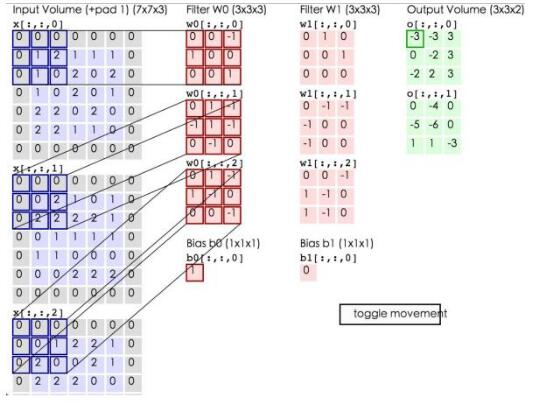 Input Volume (+pad 1) (7x7x3)
x[:,:,0]
0 0 0 0 0 0 0
0 1 2 1 1 1 0
0 1 0 2 0 2 0
0 1 0 2 0 1 0
0 2 2 0 2 0 0
0 2 2 1 1 0 0
0 0 0 0 0 0 0
x[:,:,1]
0 0 0 0 0 0 0
0 0 2 1 0 1 0
0 2 2 2 2 1 0
0 0 1 1 1 1 0
0 1 1 0 0 0 0
0 0 0 2 2 2 0
0 0 0 0 0 0 0
x[:,:,2]
0 0 0 0 0 0 0
0 0 1 2 2 1 0
0 2 0 0 2 1 0
0 2 2 2 0 0 0
Filter W0 (3x3x3)
w0[:,:,0]
0 0 -1
1 0 0
0 0 1
w0[:,:,1]
0 1 -1
-1 1 -1
0 -1 0
w0[:,:,2]
0 1 -1
1 -1 0
0 0 -1
Bias b0 (1x1x1)
b0[:,:,0]
1
Filter W1 (3x3x3)
w1[:,:,0]
0 1 0
0 0 1
0 0 0
w1[:,:,1]
0 -1 -1
-1 0 0
-1 0 0
w1[:,:,2]
0 0 -1
1 -1 0
1 -1 0
Bias b1 (1x1x1)
b1[:,:,0]
0
Output Volume (3x3x2)
o[:,:,0]
-3 -3 3
0 -2 3
-2 2 3
o[:,:,1]
0 -4 0
-5 -6 0
1 1 -3
toggle movement